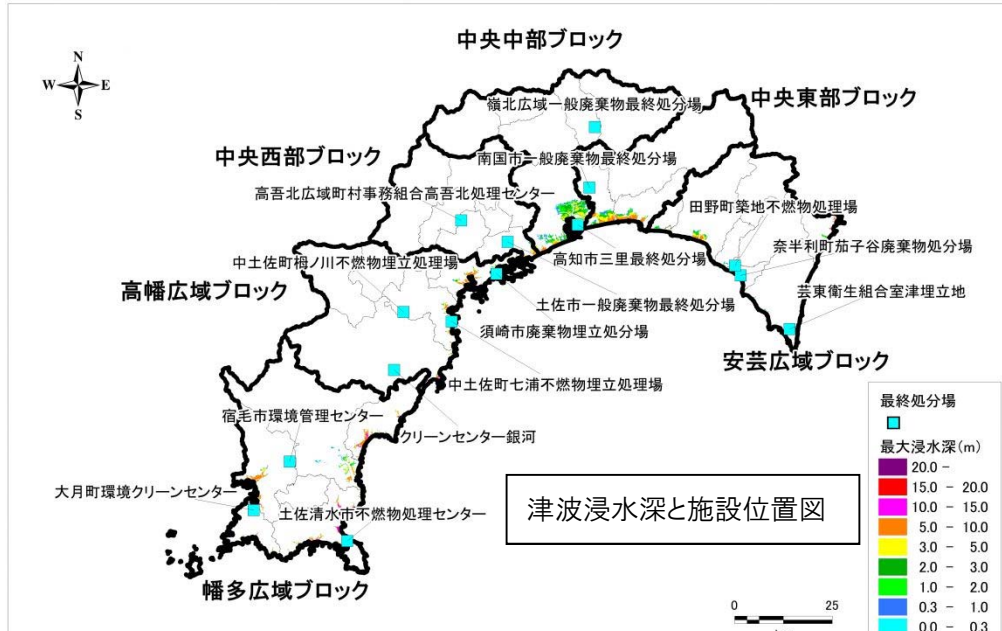 中央中部ブロック
N
W E
S
嶺北広域一般廃棄物最終処分場
中央東部ブロック
中央西部ブロック
南国市一般廃棄物最終処分場
高吾北広域町村事務組合高吾北処理センター
田野町築地不燃物処理場
奈半利町茄子谷廃棄物処分場
高知市三里最終処分場
中土佐町栂ノ川不燃物埋立処理場
高幡広域ブロック
芸東衛生組合室津埋立地
土佐市一般廃棄物最終処分場
須崎市廃棄物埋立処分場
安芸広域ブロック
中土佐町七浦不燃物埋立処理場
宿毛市環境管理センター
クリーンセンター銀河
大月町環境クリーンセンター
土佐清水市不燃物処理センター
幡多広域ブロック
津波浸水深と施設位置図
最終処分場
最大浸水深(m)
20.0 -
15.0 - 20.0
10.0 - 15.0
5.0 - 10.0
3.0 - 5.0
2.0 - 3.0
1.0 - 2.0
0.3 - 1.0
0.0 - 0.3
0 25